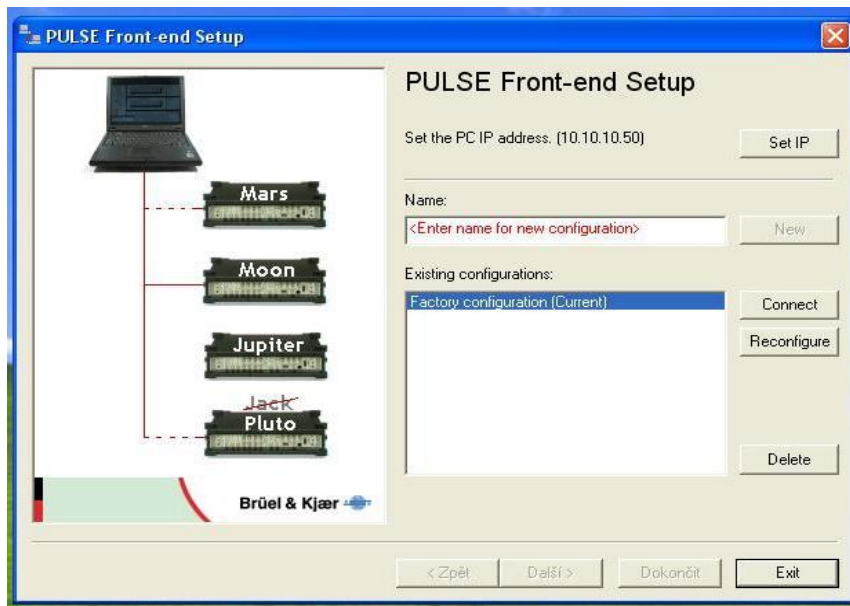 PULSE Front-end Setup
PULSE Front-end Setup
Set the PC IP address. (10.10.10.50)
Set IP
Name:
<Enter name for new configuration>
New
Existing configurations:
Factory configuration (Current)
Connect
Reconfigure
Delete
Mars
Moon
Jupiter
Jack
Pluto
Brüel & Kjær
< Zpět
Další >
Dokončit
Exit